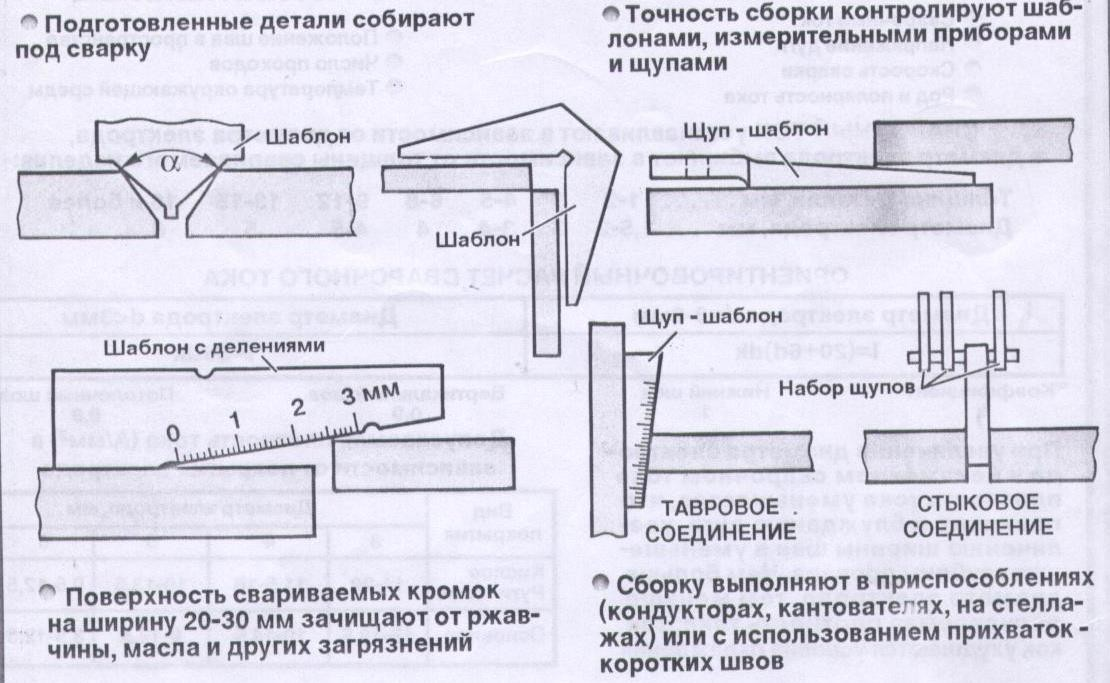 Подготовленные детали собирают
под сварку
Точность сборки контролируют шаб-
лонами, измерительными приборами
и щупами
Шаблон
α
Шаблон
Щуп - шаблон
Шаблон с делениями
0 1 2 3 мм
Щуп - шаблон
Набор щупов
ТАВРОВОЕ
СОЕДИНЕНИЕ
СТЫКОВОЕ
СОЕДИНЕНИЕ
Поверхность свариваемых кромок
на ширину 20-30 мм зачищают от ржав-
чины, масла и других загрязнений
Сборку выполняют в приспособлениях
(кондукторах, кантователях, на стелла-
жах) или с использованием прихваток-
коротких швов